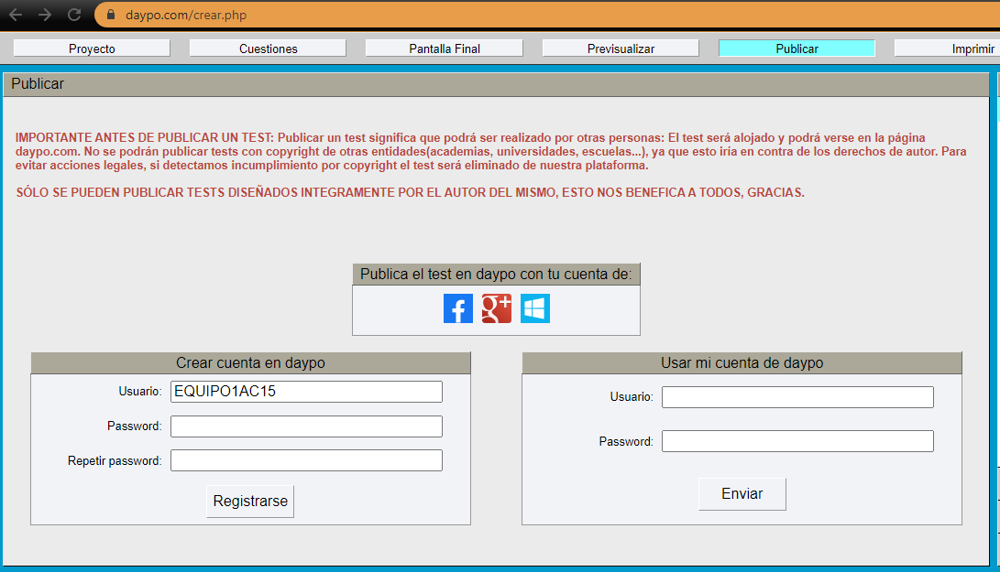 daypo.com/crear.php
Proyecto Cuestiones Pantalla Final Previsualizar Publicar Imprimir
Publicar
IMPORTANTE ANTES DE PUBLICAR UN TEST: Publicar un test significa que podrá ser realizado por otras personas: El test será alojado y podrá verse en la página
daypo.com. No se podrán publicar tests con copyright de otras entidades(academias, universidades, escuelas...), ya que esto iría en contra de los derechos de autor. Para
evitar acciones legales, si detectamos incumplimiento por copyright el test será eliminado de nuestra plataforma.
SÓLO SE PUEDEN PUBLICAR TESTS DISEÑADOS INTEGRAMENTE POR EL AUTOR DEL MISMO, ESTO NOS BENEFICA A TODOS, GRACIAS.
Publica el test en daypo con tu cuenta de:
f g+
Crear cuenta en daypo
Usuario: EQUIPO1AC15
Password:
Repetir password:
Registrarse
Usar mi cuenta de daypo
Usuario:
Password:
Enviar